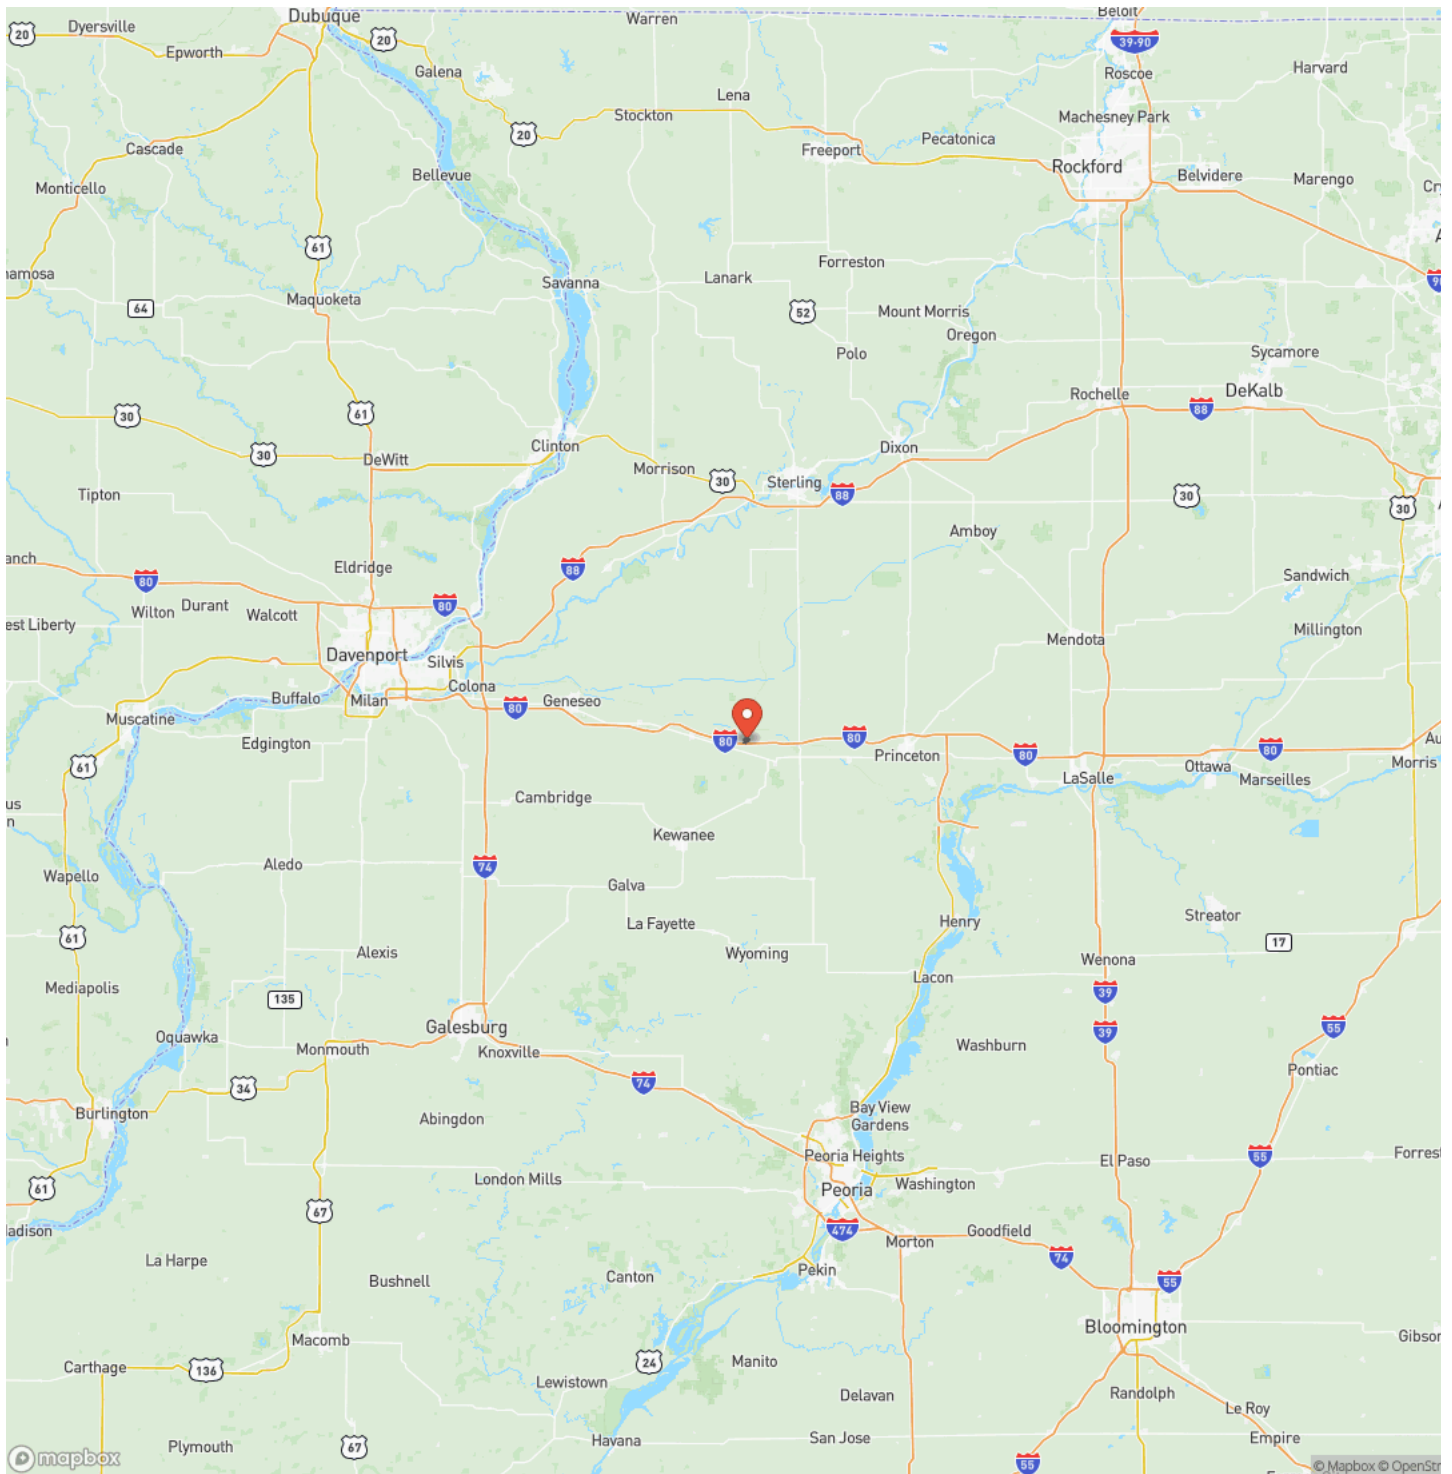 Dubuque
Warren
Beloit
20
Dyersville
Epworth
20
39-90
Galena
Roscoe
Harvard
Lena
Stockton
Machesney Park
20
Pecatonica
Cascade
Freeport
Rockford
Bellevue
Belvidere
Marengo
Cry
Monticello
61
Forreston
namosa
Savanna
Lanark
90
Maquoketa
64
52
Mount Morris
Oregon
Polo
Sycamore
Rochelle
DeKalb
30
61
88
Clinton
Dixon
30
DeWitt
Morrison
30
Sterling
88
Tipton
30
30
Amboy
anch
80
Eldridge
88
Sandwich
Wilton
Durant
Walcott
80
est Liberty
Millington
Mendota
Davenport
Silvis
Colona
Buffalo
Milan
80
Geneseo
Muscatine
Edgington
80
80
Princeton
80
80
Au
61
LaSalle
Ottawa
Marseilles
Morris
us
n
Cambridge
Kewanee
Aledo
74
Wapello
Galva
La Fayette
Henry
Streator
61
17
Alexis
Wyoming
Wenona
Lacon
Mediapolis
135
39
Galesburg
55
39
Oquawka
Monmouth
Knoxville
Washburn
Pontiac
34
74
Burlington
Bay View
Gardens
Abingdon
Peoria Heights
55
El Paso
Forrest
London Mills
61
Peoria
Washington
67
adison
474
Goodfield
Morton
74
La Harpe
Canton
Pekin
Bushnell
55
Bloomington
Macomb
Gibson
Carthage
136
24
Manito
Lewistown
Delavan
Randolph
Le Roy
Plymouth
67
Havana
San Jose
Empire
mapbox
55
© Mapbox © OpenStr